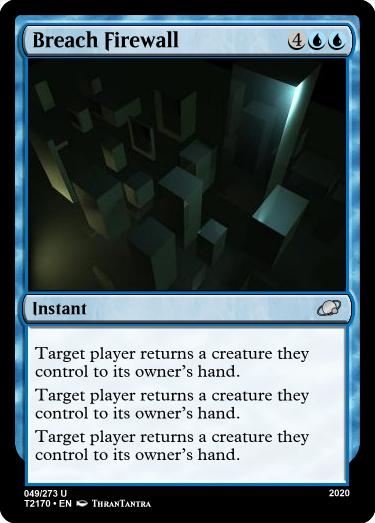 Breach Firewall 4
Instant
Target player returns a creature they
control to its owner's hand.
Target player returns a creature they
control to its owner's hand.
Target player returns a creature they
control to its owner's hand.
049/273 U 2020
T2170 • EN ThranTantra